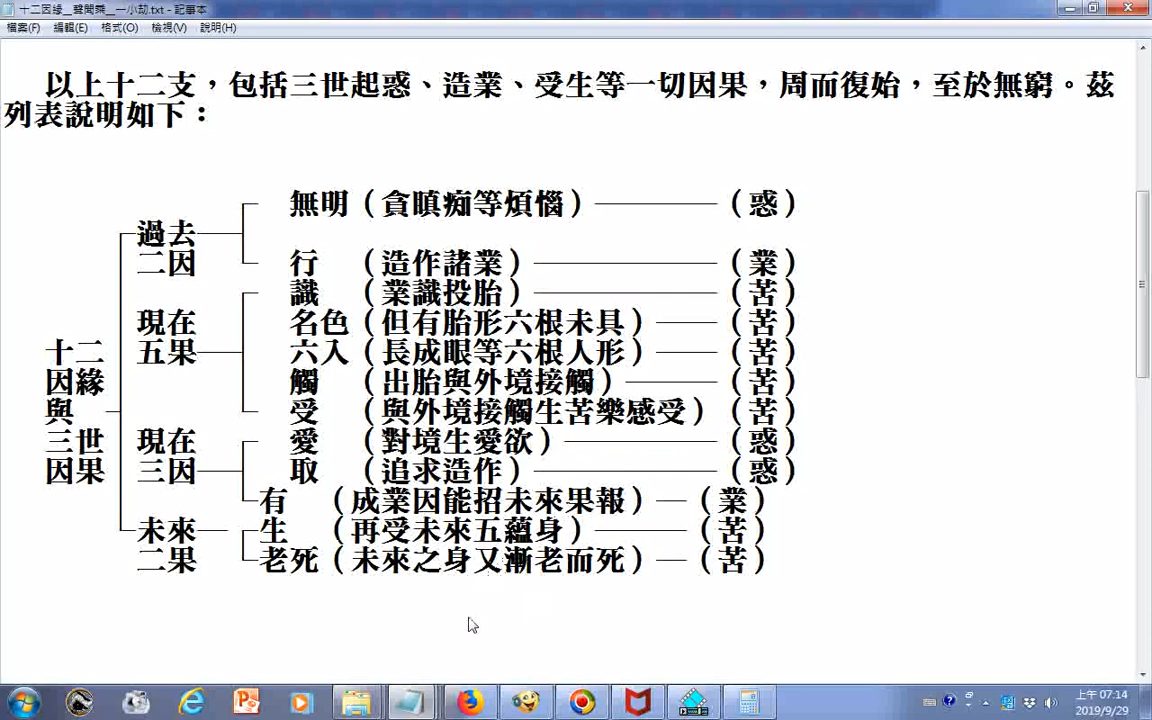 十二因緣__聲聞乘__一小劫.txt - 記事本
檔案(F) 編輯(E) 格式(O) 檢視(V) 說明(H)
以上十二支，包括三世起惑、造業、受生等一切因果，周而復始，至於無窮。茲
列表說明如下：
無明（貪瞋痴等煩惱）————（惑）
過去
二因 行 （造作諸業）——————（業）
識 （業識投胎）——————（苦）
現在 名色（但有胎形六根未具）——（苦）
十二 五果 六入（長成眼等六根人形）——（苦）
因緣 觸 （出胎與外境接觸）———（苦）
與 受 （與外境接觸生苦樂感受）（苦）
三世 現在 愛 （對境生愛欲）—————（惑）
因果 三因 取 （追求造作）——————（惑）
有 （成業因能招未來果報）—（業）
未來 生 （再受未來五蘊身）——（苦）
二果 老死（未來之身又漸老而死）—（苦）
上午 07:14
2019/9/29